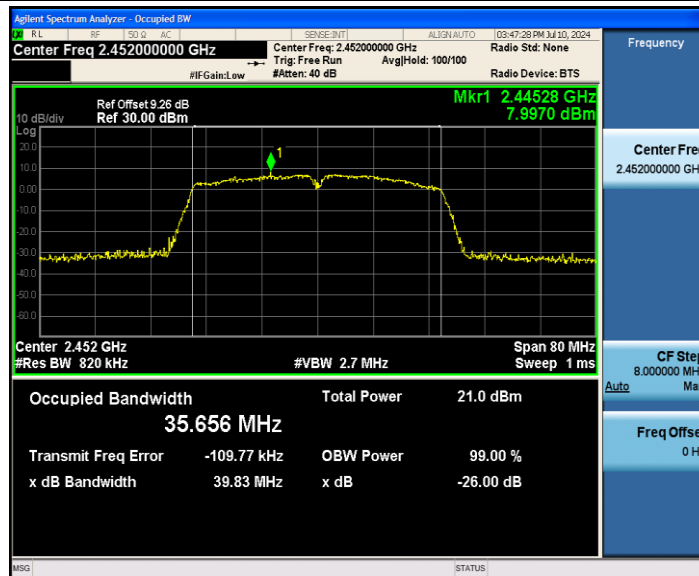 Agilent Spectrum Analyzer - Occupied BW
RL RF 50 Ω AC SENSE:INT ALIGN AUTO 03:47:28 PM Jul 10, 2024
Center Freq 2.452000000 GHz
Center Freq: 2.452000000 GHz
Radio Std: None
Trig: Free Run Avg|Hold: 100/100
#IFGain:Low #Atten: 40 dB Radio Device: BTS
Frequency
Mkr1 2.44528 GHz
7.9970 dBm
Ref Offset 9.26 dB
10 dB/div Ref 30.00 dBm
Log
20.0
10.0
0.00
-10.0
-20.0
-30.0
-40.0
-50.0
-60.0
1
Center 2.452 GHz Span 80 MHz
#Res BW 820 kHz #VBW 2.7 MHz Sweep 1 ms
Occupied Bandwidth Total Power 21.0 dBm
35.656 MHz
Transmit Freq Error -109.77 kHz OBW Power 99.00 %
x dB Bandwidth 39.83 MHz x dB -26.00 dB
Center Fre
2.452000000 GH
CF Ste
8.000000 MH
Auto Ma
Freq Offse
0 H
MSG STATUS